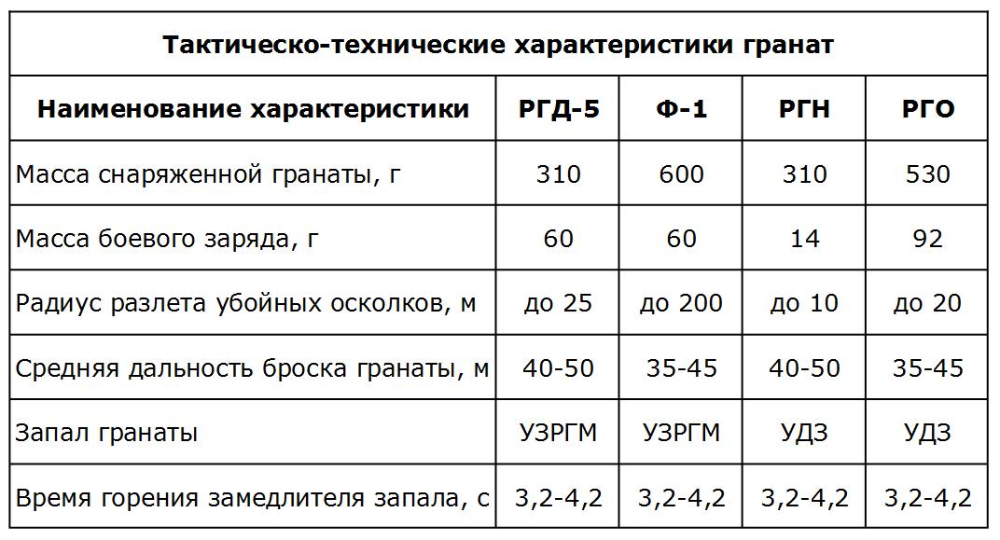 Тактическо-технические характеристики гранат
Наименование характеристики РГД-5 Ф-1 РГН РГО
Масса снаряженной гранаты, г 310 600 310 530
Масса боевого заряда, г 60 60 14 92
Радиус разлета убойных осколков, м до 25 до 200 до 10 до 20
Средняя дальность броска гранаты, м 40-50 35-45 40-50 35-45
Запал гранаты УЗРГМ УЗРГМ УДЗ УДЗ
Время горения замедлителя запала, с 3,2-4,2 3,2-4,2 3,2-4,2 3,2-4,2